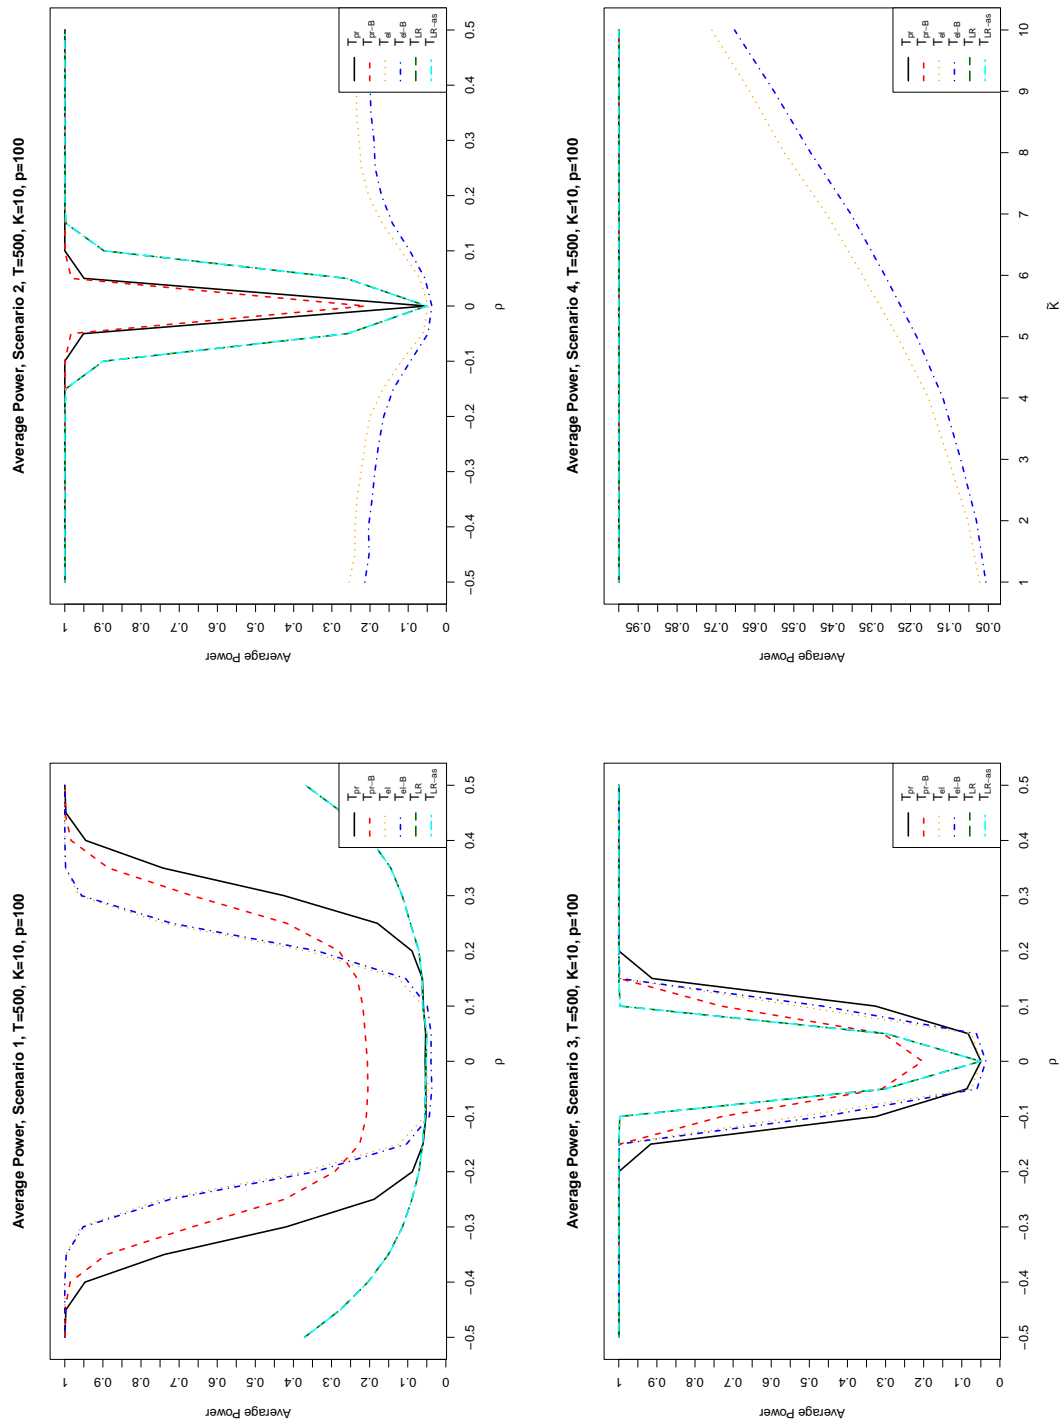 Average Power, Scenario 1, T=500, K=10, p=100
Average Power
1
0.9
0.8
0.7
0.6
0.5
0.4
0.3
0.2
0.1
0
−0.5 −0.4 −0.3 −0.2 −0.1 0 0.1 0.2 0.3 0.4 0.5
ρ
Tpr
Tpr−B
Tel
Tel−B
TLR
TLR−as
Average Power, Scenario 2, T=500, K=10, p=100
Average Power
1
0.9
0.8
0.7
0.6
0.5
0.4
0.3
0.2
0.1
0
−0.5 −0.4 −0.3 −0.2 −0.1 0 0.1 0.2 0.3 0.4 0.5
ρ
Tpr
Tpr−B
Tel
Tel−B
TLR
TLR−as
Average Power, Scenario 3, T=500, K=10, p=100
Average Power
1
0.9
0.8
0.7
0.6
0.5
0.4
0.3
0.2
0.1
0
−0.5 −0.4 −0.3 −0.2 −0.1 0 0.1 0.2 0.3 0.4 0.5
ρ
Tpr
Tpr−B
Tel
Tel−B
TLR
TLR−as
Average Power, Scenario 4, T=500, K=10, p=100
Average Power
0.95
0.85
0.75
0.65
0.55
0.45
0.35
0.25
0.15
0.05
1 2 3 4 5 6 7 8 9 10
K̃
Tpr
Tpr−B
Tel
Tel−B
TLR
TLR−as